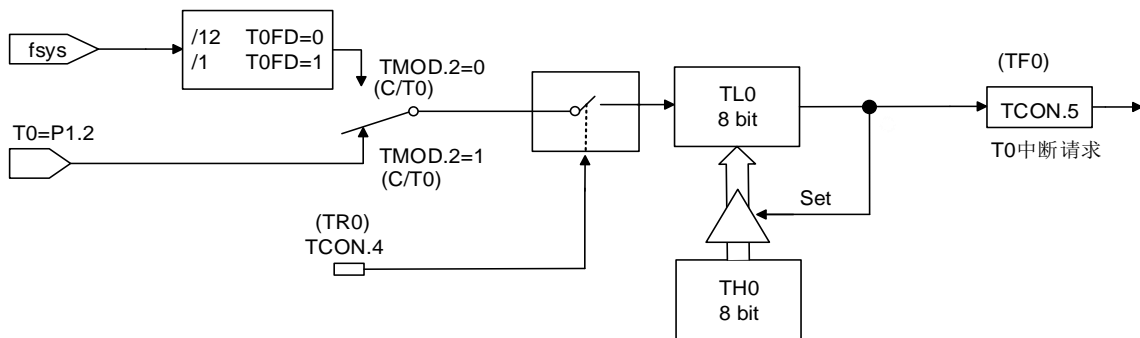 fsys
/12 T0FD=0
/1 T0FD=1
TMOD.2=0
(C/T0)
T0=P1.2
TMOD.2=1
(C/T0)
(TR0)
TCON.4
TL0
8 bit
Set
TH0
8 bit
(TF0)
TCON.5
T0中断请求